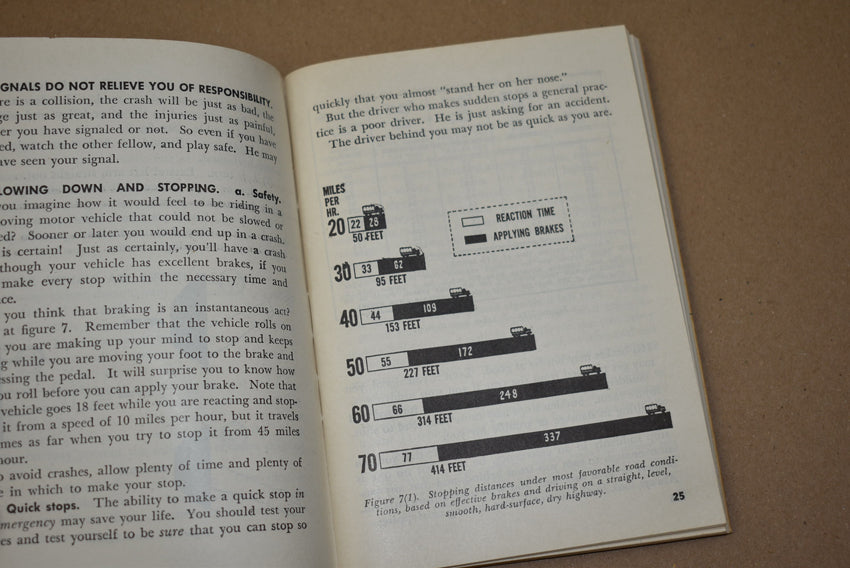 GNALS DO NOT RELIEVE YOU OF RESPONSIBILITY.
re is a collision, the crash will be just as bad, the
ge just as great, and the injuries just as painful,
er you have signaled or not. So even if you have
ed, watch the other fellow, and play safe. He may
ave seen your signal.
LOWING DOWN AND STOPPING. a. Safety.
you imagine how it would feel to be riding in a
oving motor vehicle that could not be slowed or
ed? Sooner or later you would end up in a crash.
is certain! Just as certainly, you'll have a crash
though your vehicle has excellent brakes, if you
make every stop within the necessary time and
ce.
you think that braking is an instantaneous act?
at figure 7. Remember that the vehicle rolls on
you are making up your mind to stop and keeps
g while you are moving your foot to the brake and
ssing the pedal. It will surprise you to know how
ou roll before you can apply your brake. Note that
vehicle goes 18 feet while you are reacting and stop-
it from a speed of 10 miles per hour, but it travels
mes as far when you try to stop it from 45 miles
hour.
o avoid crashes, allow plenty of time and plenty of
e in which to make your stop.
Quick stops. The ability to make a quick stop in
mergency may save your life. You should test your
es and test yourself to be sure that you can stop so
quickly that you almost "stand her on her nose."
But the driver who makes sudden stops a general prac-
tice is a poor driver. He is just asking for an accident.
The driver behind you may not be as quick as you are.
MILES
PER
HR.
REACTION TIME
APPLYING BRAKES
20 22 28
50 FEET
30 33 62
95 FEET
40 44 109
153 FEET
50 55 172
227 FEET
60 66 248
314 FEET
70 77 337
414 FEET
Figure 7(1). Stopping distances under most favorable road condi-
tions, based on effective brakes and driving on a straight, level,
smooth, hard-surface, dry highway.
25